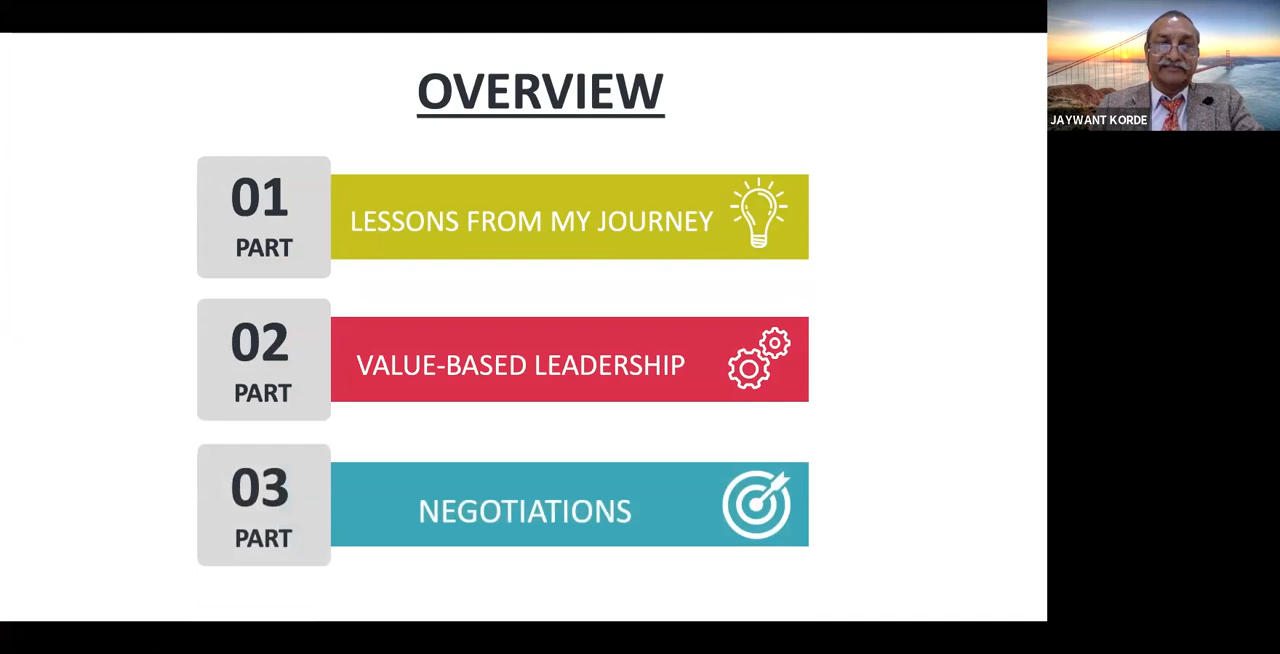 OVERVIEW
01
PART
LESSONS FROM MY JOURNEY
02
PART
VALUE-BASED LEADERSHIP
03
PART
NEGOTIATIONS
JAYWANT KORDE